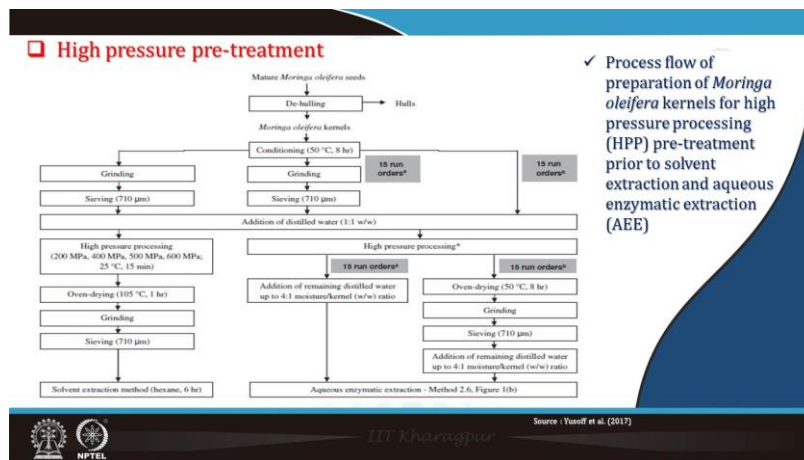 High pressure pre-treatment
Mature Moringa oleifera seeds
De-hulling
Hulls
Moringa oleifera kernels
Conditioning (50 °C, 8 hr)
15 run
ordersᵃ
15 run
ordersᵇ
Grinding
Grinding
Sieving (710 μm)
Sieving (710 μm)
Addition of distilled water (1:1 w/w)
High pressure processing
(200 MPa, 400 MPa, 500 MPa, 600 MPa;
25 °C, 15 min)
High pressure processing*
15 run ordersᵃ
15 run ordersᵇ
Oven-drying (105 °C, 1 hr)
Addition of remaining distilled water
up to 4:1 moisture/kernel (w/w) ratio
Oven-drying (50 °C, 8 hr)
Grinding
Grinding
Sieving (710 μm)
Sieving (710 μm)
Addition of remaining distilled water
up to 4:1 moisture/kernel (w/w) ratio
Solvent extraction method (hexane, 6 hr)
Aqueous enzymatic extraction - Method 2.6, Figure 1(b)
✓ Process flow of
preparation of Moringa
oleifera kernels for high
pressure processing
(HPP) pre-treatment
prior to solvent
extraction and aqueous
enzymatic extraction
(AEE)
Source : Yusoff et al. (2017)
IIT Kharagpur
NPTEL